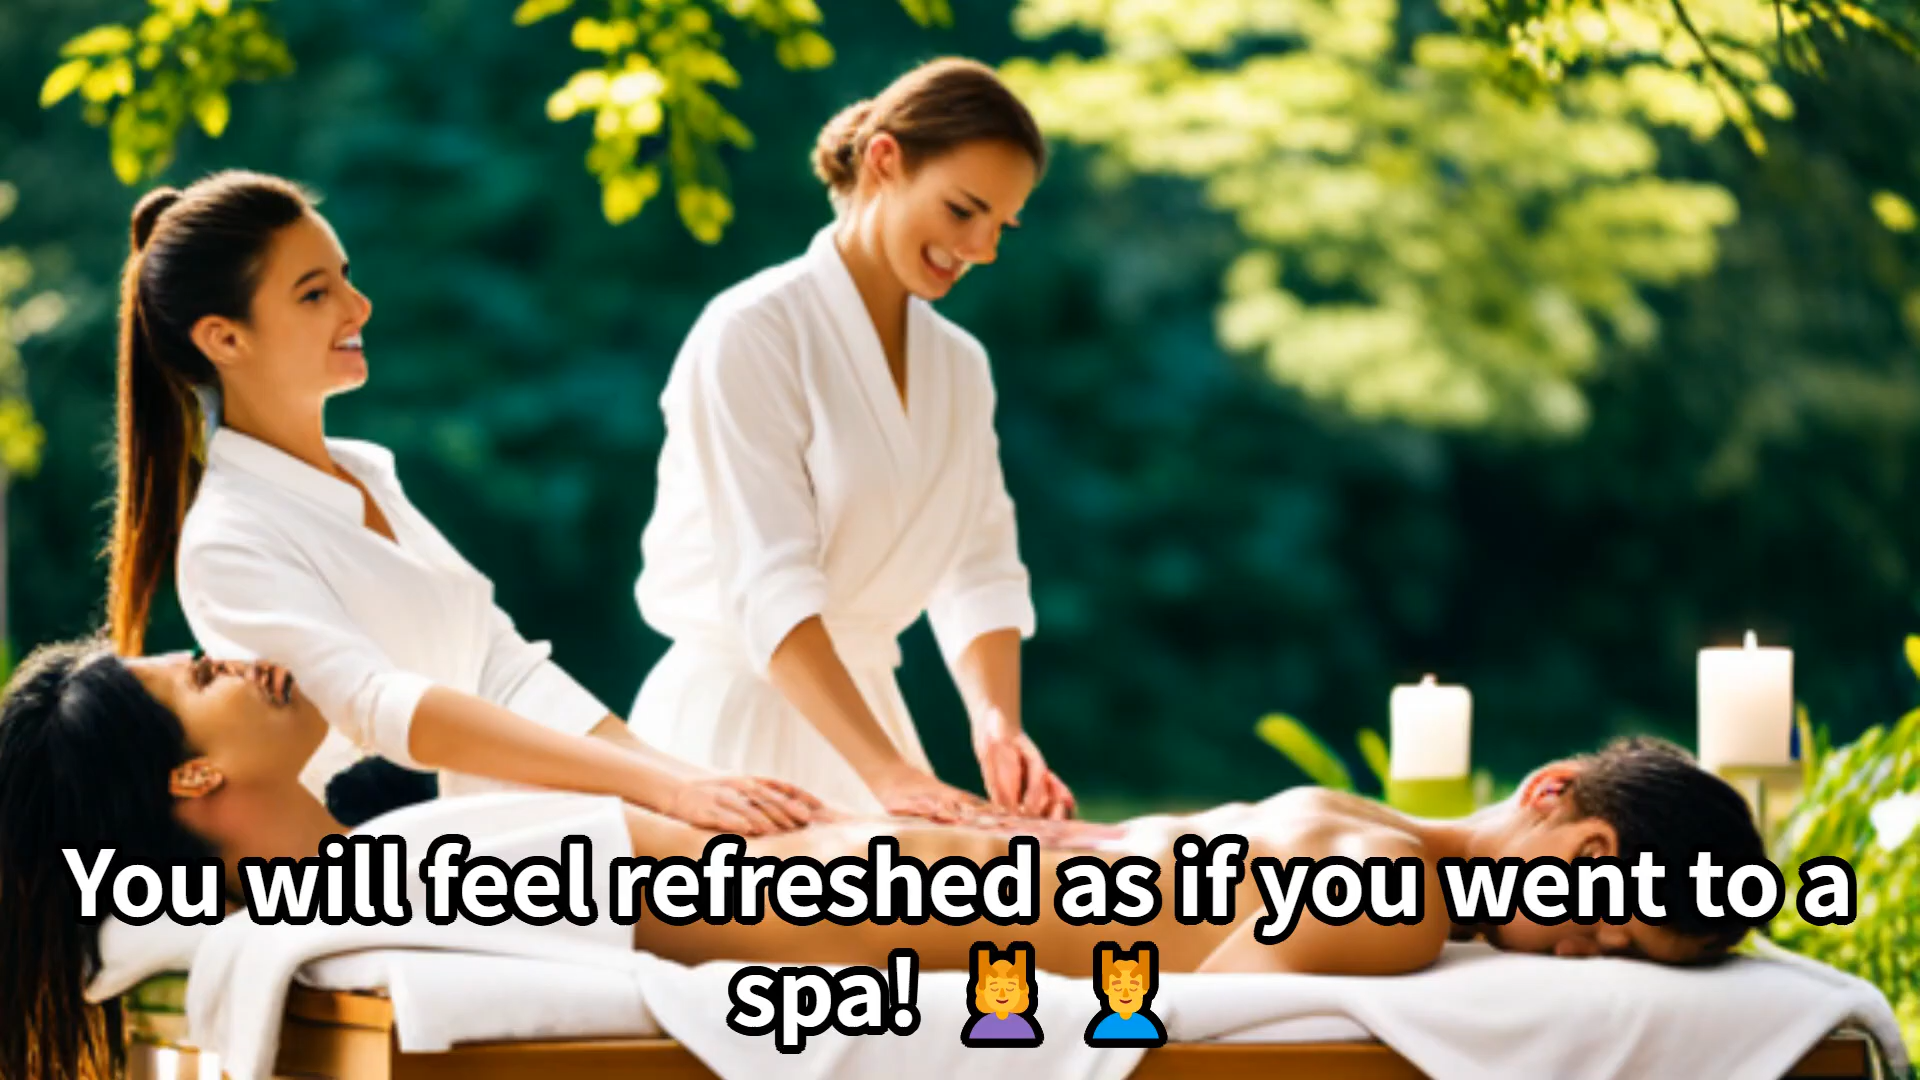 You will feel refreshed as if you went to a
spa! 💆‍♀️ 💆‍♂️